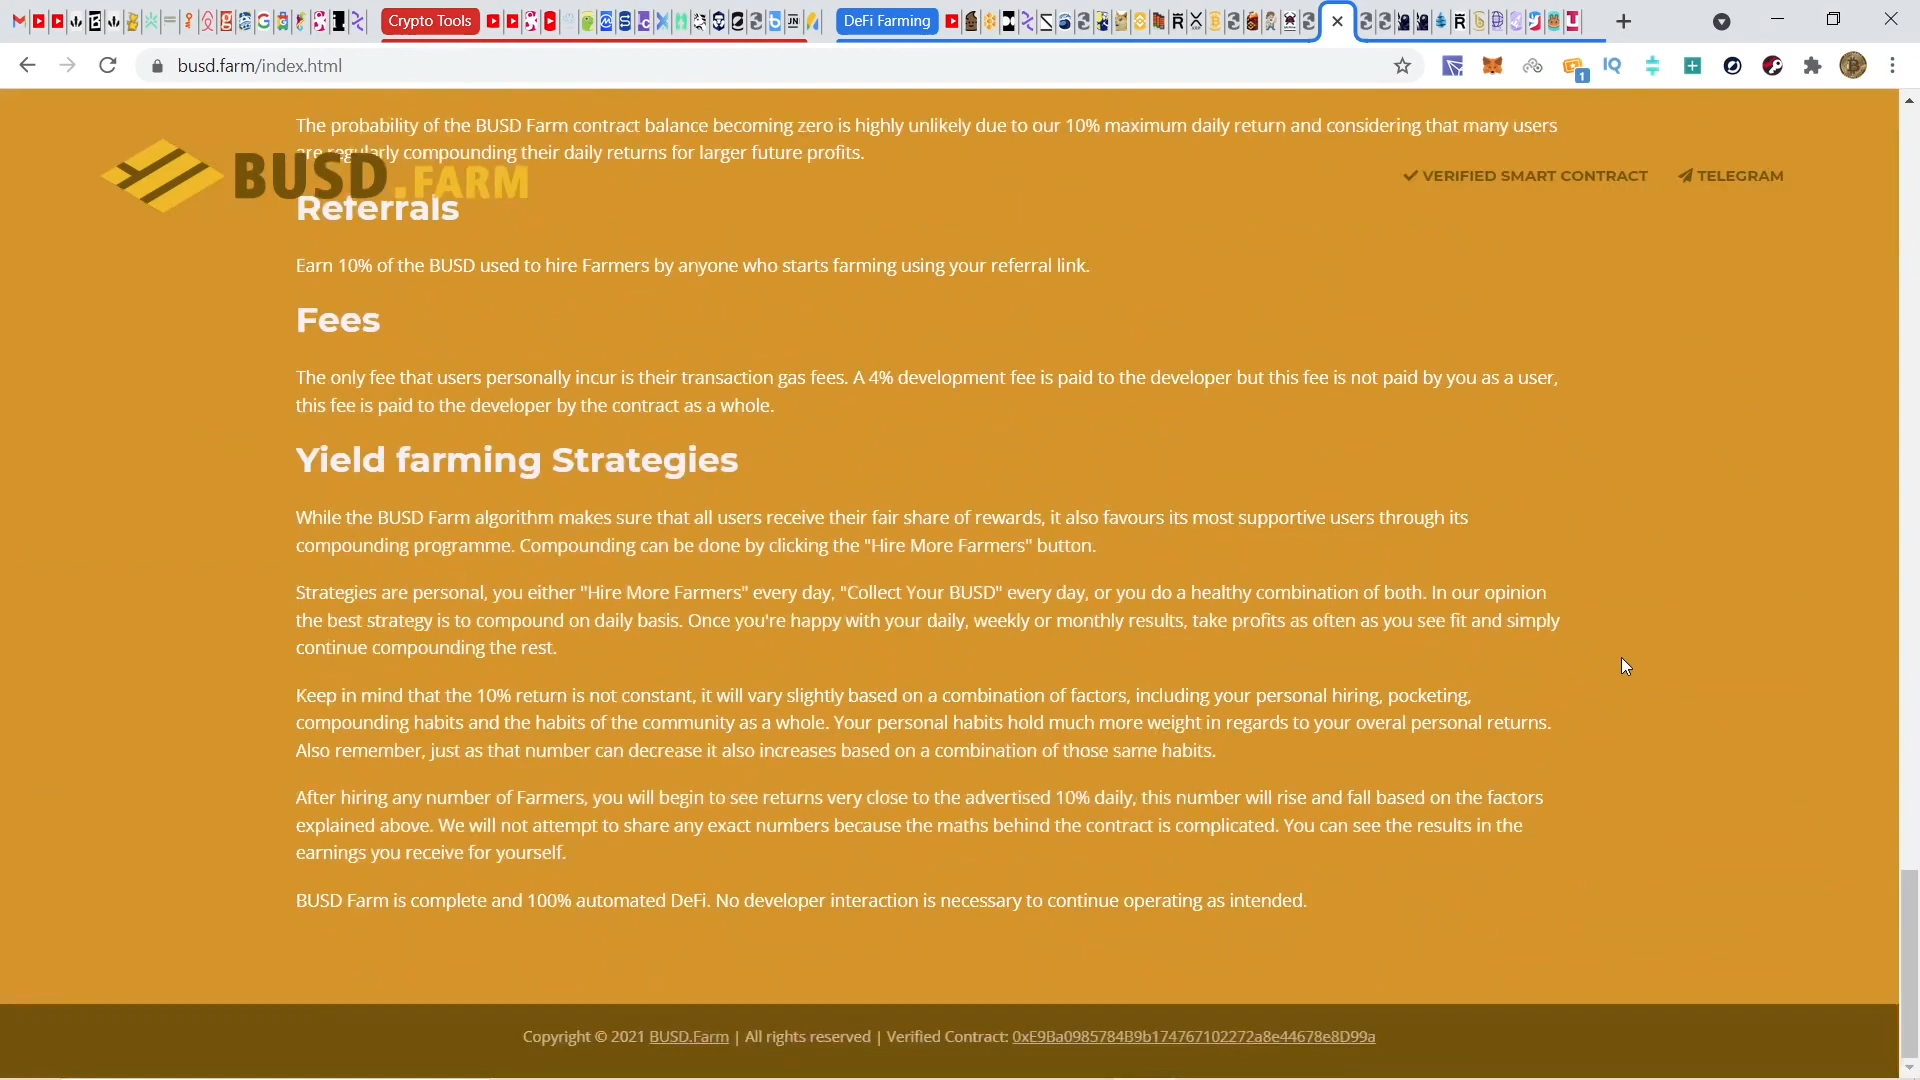 Crypto Tools
DeFi Farming
busd.farm/index.html
1
The probability of the BUSD Farm contract balance becoming zero is highly unlikely due to our 10% maximum daily return and considering that many users
are regularly compounding their daily returns for larger future profits.
BUSD.FARM
VERIFIED SMART CONTRACT
TELEGRAM
Referrals
Earn 10% of the BUSD used to hire Farmers by anyone who starts farming using your referral link.
Fees
The only fee that users personally incur is their transaction gas fees. A 4% development fee is paid to the developer but this fee is not paid by you as a user,
this fee is paid to the developer by the contract as a whole.
Yield farming Strategies
While the BUSD Farm algorithm makes sure that all users receive their fair share of rewards, it also favours its most supportive users through its
compounding programme. Compounding can be done by clicking the "Hire More Farmers" button.
Strategies are personal, you either "Hire More Farmers" every day, "Collect Your BUSD" every day, or you do a healthy combination of both. In our opinion
the best strategy is to compound on daily basis. Once you're happy with your daily, weekly or monthly results, take profits as often as you see fit and simply
continue compounding the rest.
Keep in mind that the 10% return is not constant, it will vary slightly based on a combination of factors, including your personal hiring, pocketing,
compounding habits and the habits of the community as a whole. Your personal habits hold much more weight in regards to your overal personal returns.
Also remember, just as that number can decrease it also increases based on a combination of those same habits.
After hiring any number of Farmers, you will begin to see returns very close to the advertised 10% daily, this number will rise and fall based on the factors
explained above. We will not attempt to share any exact numbers because the maths behind the contract is complicated. You can see the results in the
earnings you receive for yourself.
BUSD Farm is complete and 100% automated DeFi. No developer interaction is necessary to continue operating as intended.
Copyright © 2021 BUSD.Farm | All rights reserved | Verified Contract: 0xE9Ba0985784B9b174767102272a8e44678e8D99a